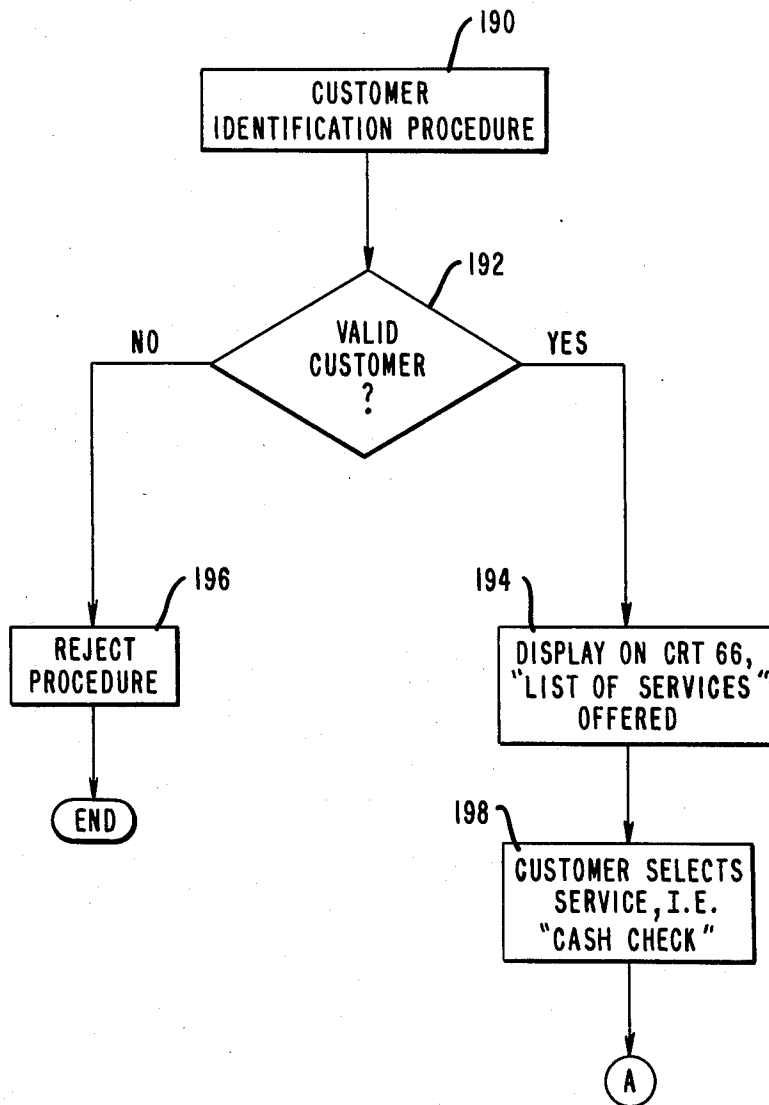 190
CUSTOMER
IDENTIFICATION PROCEDURE
192
VALID
CUSTOMER
?
NO
YES
196
REJECT
PROCEDURE
END
194
DISPLAY ON CRT 66,
"LIST OF SERVICES"
OFFERED
198
CUSTOMER SELECTS
SERVICE, I.E.
"CASH CHECK"
A